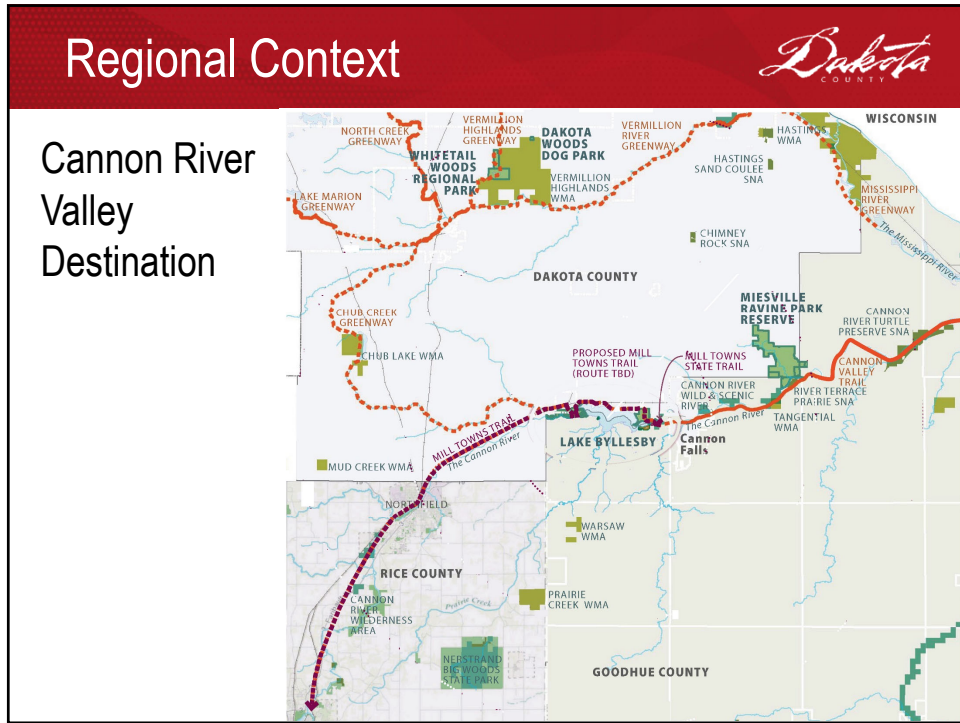 Regional Context
Dakota
COUNTY
Cannon River
Valley
Destination
WISCONSIN
NORTH CREEK
GREENWAY
VERMILLION
HIGHLANDS
GREENWAY
DAKOTA
WOODS
DOG PARK
VERMILLION
RIVER
GREENWAY
HASTINGS
WMA
WHITETAIL
WOODS
REGIONAL
PARK
HASTINGS
SAND COULEE
SNA
VERMILLION
HIGHLANDS
WMA
LAKE MARION
GREENWAY
MISSISSIPPI
RIVER
GREENWAY
The Mississippi River
CHIMNEY
ROCK SNA
DAKOTA COUNTY
MIESVILLE
RAVINE PARK
RESERVE
CANNON
RIVER TURTLE
PRESERVE SNA
CHUB CREEK
GREENWAY
CHUB LAKE WMA
PROPOSED MILL
TOWNS TRAIL
(ROUTE TBD)
MILL TOWNS
STATE TRAIL
CANNON
VALLEY
TRAIL
CANNON RIVER
WILD & SCENIC
RIVER
RIVER TERRACE
PRAIRIE SNA
The Cannon River
TANGENTIAL
WMA
MILL TOWNS TRAIL
The Cannon River
LAKE BYLLESBY
Cannon
Falls
MUD CREEK WMA
NORTHFIELD
WARSAW
WMA
RICE COUNTY
CANNON
RIVER
WILDERNESS
AREA
Prairie Creek
PRAIRIE
CREEK WMA
NERSTRAND
BIG WOODS
STATE PARK
GOODHUE COUNTY